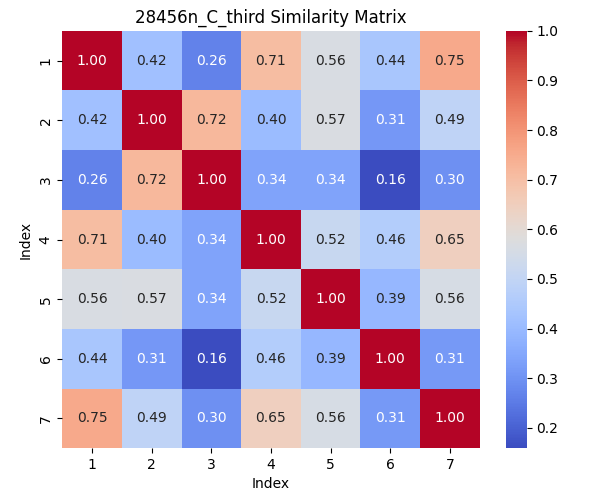 28456n_C_third Similarity Matrix
1 1.00 0.42 0.26 0.71 0.56 0.44 0.75
2 0.42 1.00 0.72 0.40 0.57 0.31 0.49
3 0.26 0.72 1.00 0.34 0.34 0.16 0.30
4 0.71 0.40 0.34 1.00 0.52 0.46 0.65
5 0.56 0.57 0.34 0.52 1.00 0.39 0.56
6 0.44 0.31 0.16 0.46 0.39 1.00 0.31
7 0.75 0.49 0.30 0.65 0.56 0.31 1.00
1 2 3 4 5 6 7
Index
Index
1.0
0.9
0.8
0.7
0.6
0.5
0.4
0.3
0.2